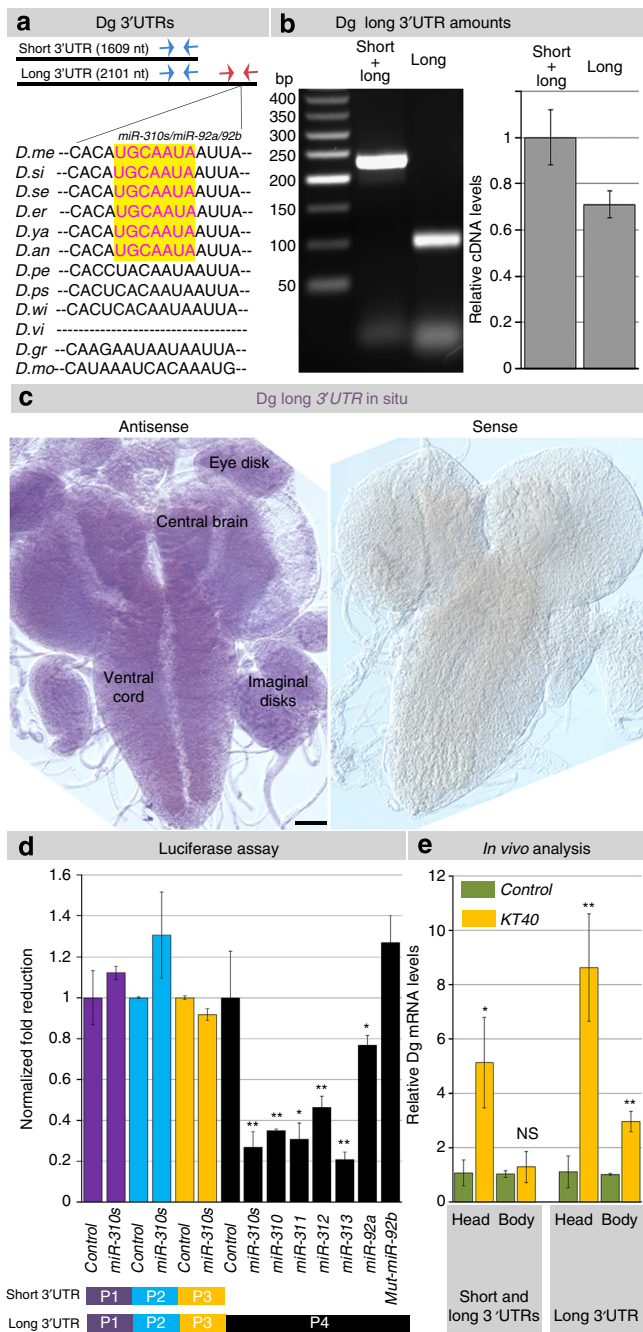 a Dg 3′UTRs
Short 3′UTR (1609 nt)
Long 3′UTR (2101 nt)
miR-310s/miR-92a/92b
D.me --CACAUGCAAUAAUUA--
D.si --CACAUGCAAUAAUUA--
D.se --CACAUGCAAUAAUUA--
D.er --CACAUGCAAUAAUUA--
D.ya --CACAUGCAAUAAUUA--
D.an --CACAUGCAAUAAUUA--
D.pe --CACCUACAAUAAUUA--
D.ps --CACUCACAAUAAUUA--
D.wi --CACUCACAAUAAUUA--
D.vi -----------------------
D.gr --CAAGAAUAAUAAUUA--
D.mo--CAUAAAUCACAAAUG--
b Dg long 3′UTR amounts
bp
Short + long
Long
400
350
300
250
200
150
100
50
Short + long
Long
Relative cDNA levels
1
0.8
0.6
0.4
0.2
0
c Dg long 3′UTR in situ
Antisense
Sense
Eye disk
Central brain
Ventral cord
Imaginal disks
d Luciferase assay
Normalized fold reduction
1.6
1.4
1.2
1
0.8
0.6
0.4
0.2
0
** ** * ** ** *
Control
miR-310s
Control
miR-310s
Control
miR-310s
Control
miR-310s
miR-310
miR-311
miR-312
miR-313
miR-92a
Mut-miR-92b
Short 3′UTR P1 P2 P3
Long 3′UTR P1 P2 P3 P4
e In vivo analysis
Relative Dg mRNA levels
12
10
8
6
4
2
0
Control
KT40
* NS ** **
Head Body Head Body
Short and long 3′UTRs
Long 3′UTR